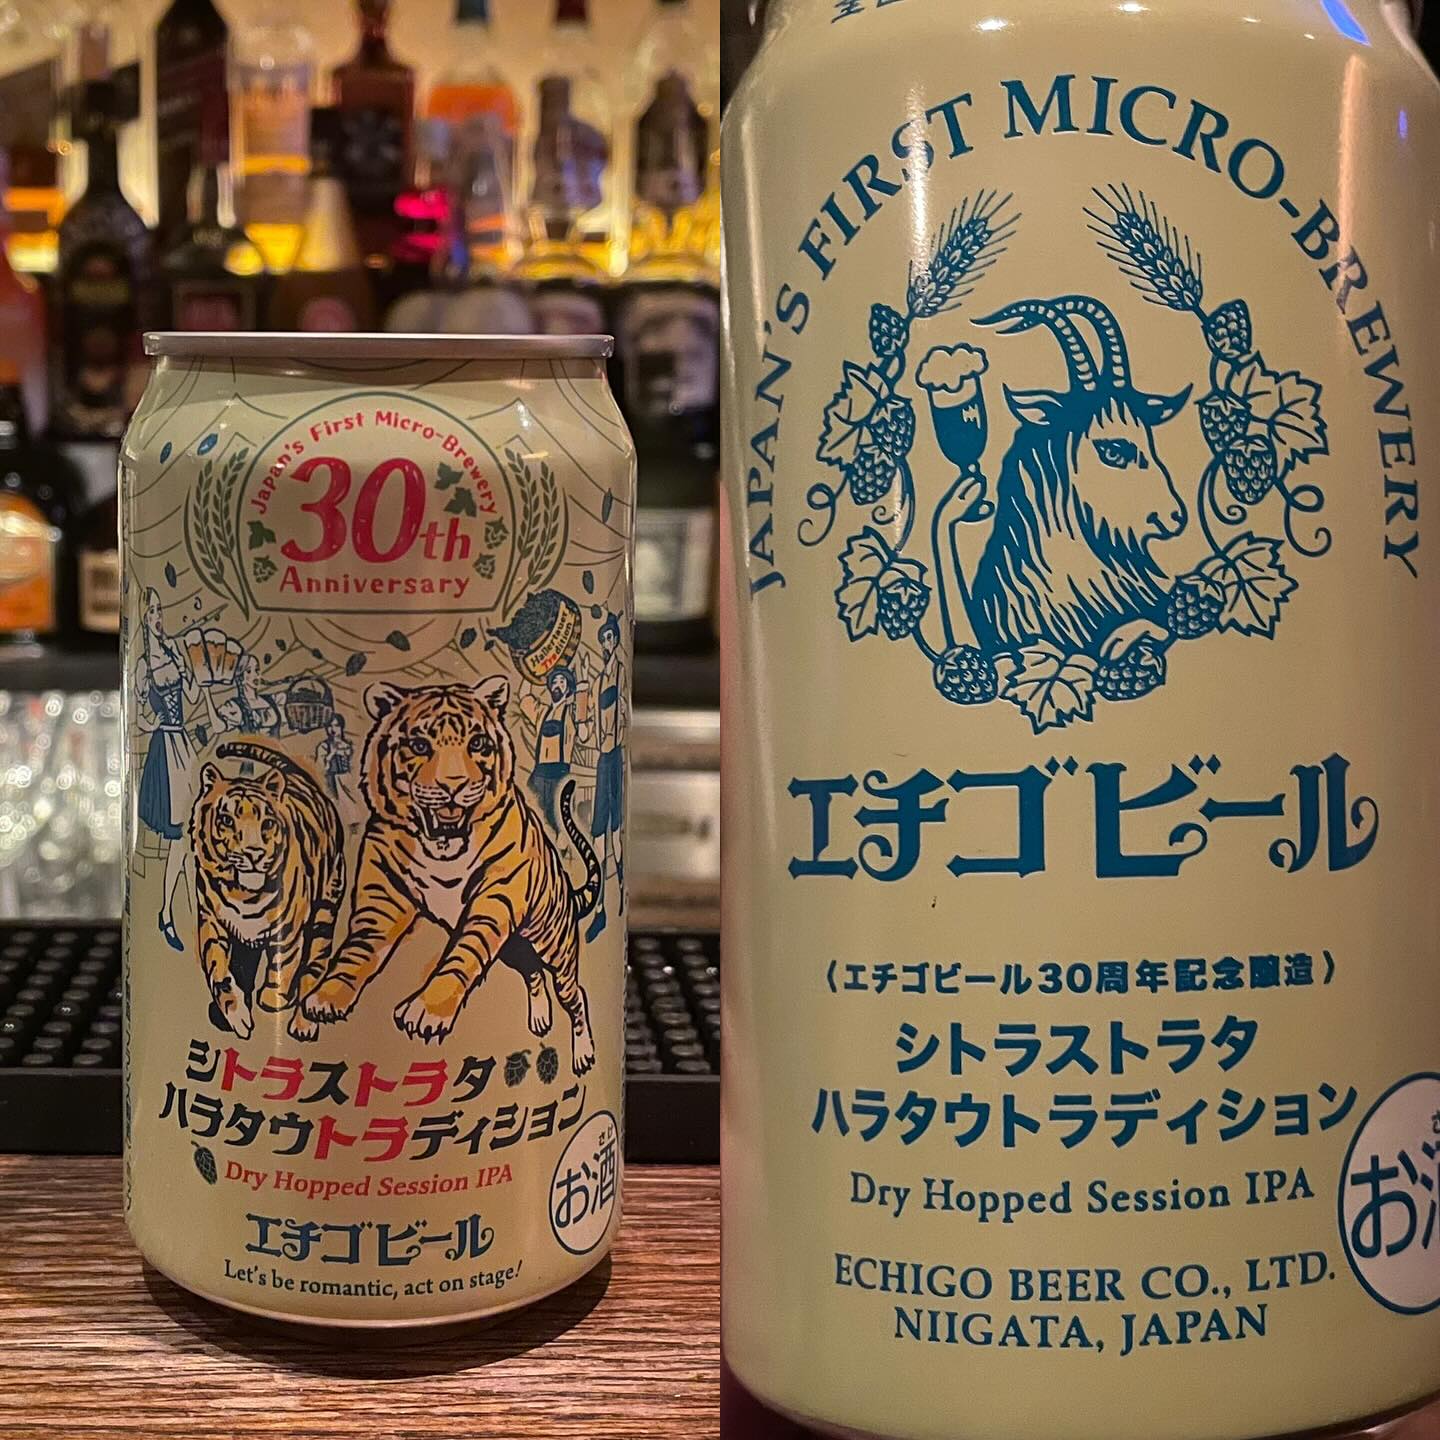 Japan's First Micro-Brewery
30th
Anniversary
Hallertauer
Tradition
シトラストラタ
ハラタウトラディション
Dry Hopped Session IPA
さけ
お酒
エチゴビール
Let's be romantic, act on stage!
JAPAN'S FIRST MICRO-BREWERY
エチゴビール
〈エチゴビール30周年記念醸造〉
シトラストラタ
ハラタウトラディション
Dry Hopped Session IPA
お酒
ECHIGO BEER CO., LTD.
NIIGATA, JAPAN